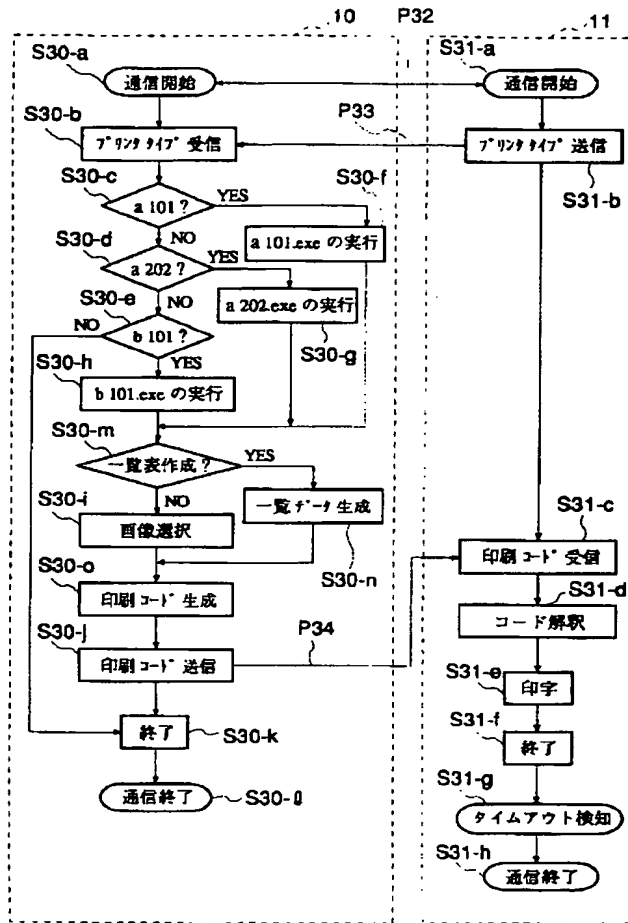 10
P32
11
S30-a
通信開始
S31-a
通信開始
S30-b
プリンタタイプ 受信
P33
プリンタタイプ 送信
S31-b
S30-c
a 101 ?
YES
NO
S30-f
a 101.exe の実行
S30-d
a 202 ?
YES
NO
a 202.exe の実行
S30-g
S30-e
b 101 ?
NO
YES
S30-h
b 101.exe の実行
S30-m
一覧表作成 ?
YES
NO
S30-i
画像選択
一覧データ 生成
S30-n
S31-c
印刷コード 受信
S30-o
印刷コード 生成
S31-d
コード解釈
S30-j
印刷コード 送信
P34
S31-e
印字
S30-k
終了
S31-f
終了
S30-l
通信終了
S31-g
タイムアウト検知
S31-h
通信終了